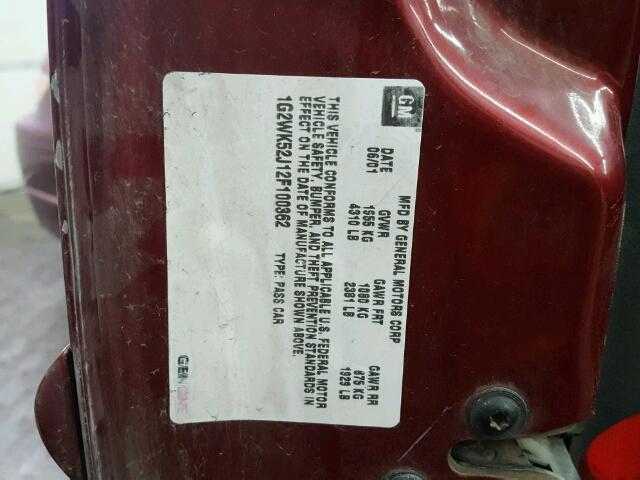 GM
MFD BY GENERAL MOTORS CORP
DATE GVWR GAWR FRT GAWR RR
06/01 1955 KG 1080 KG 875 KG
4310 LB 2381 LB 1929 LB
THIS VEHICLE CONFORMS TO ALL APPLICABLE U.S. FEDERAL MOTOR
VEHICLE SAFETY, BUMPER, AND THEFT PREVENTION STANDARDS IN
EFFECT ON THE DATE OF MANUFACTURE SHOWN ABOVE.
1G2WK52J12F100362 TYPE: PASS CAR